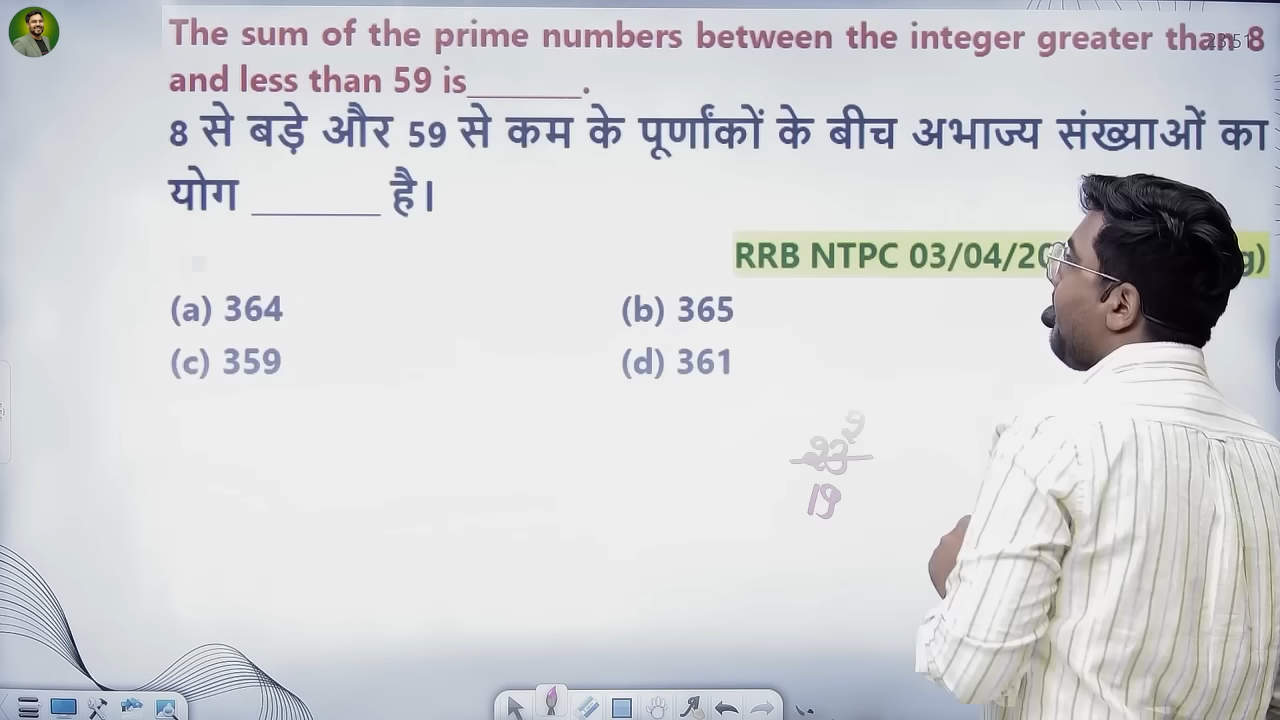 The sum of the prime numbers between the integer greater than 8
and less than 59 is_______.
8 से बड़े और 59 से कम के पूर्णांकों के बीच अभाज्य संख्याओं का
योग _______ है।
RRB NTPC 03/04/20 g)
(a) 364 (b) 365
(c) 359 (d) 361
19